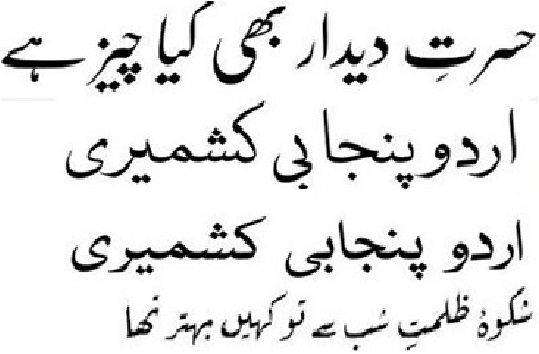 حسرتِ دیدار بھی کیا چیز ہے
اردو پنجابی کشمیری
اردو پنجابی کشمیری
شکوۂ ظلمتِ شب سے تو کہیں بہتر تھا